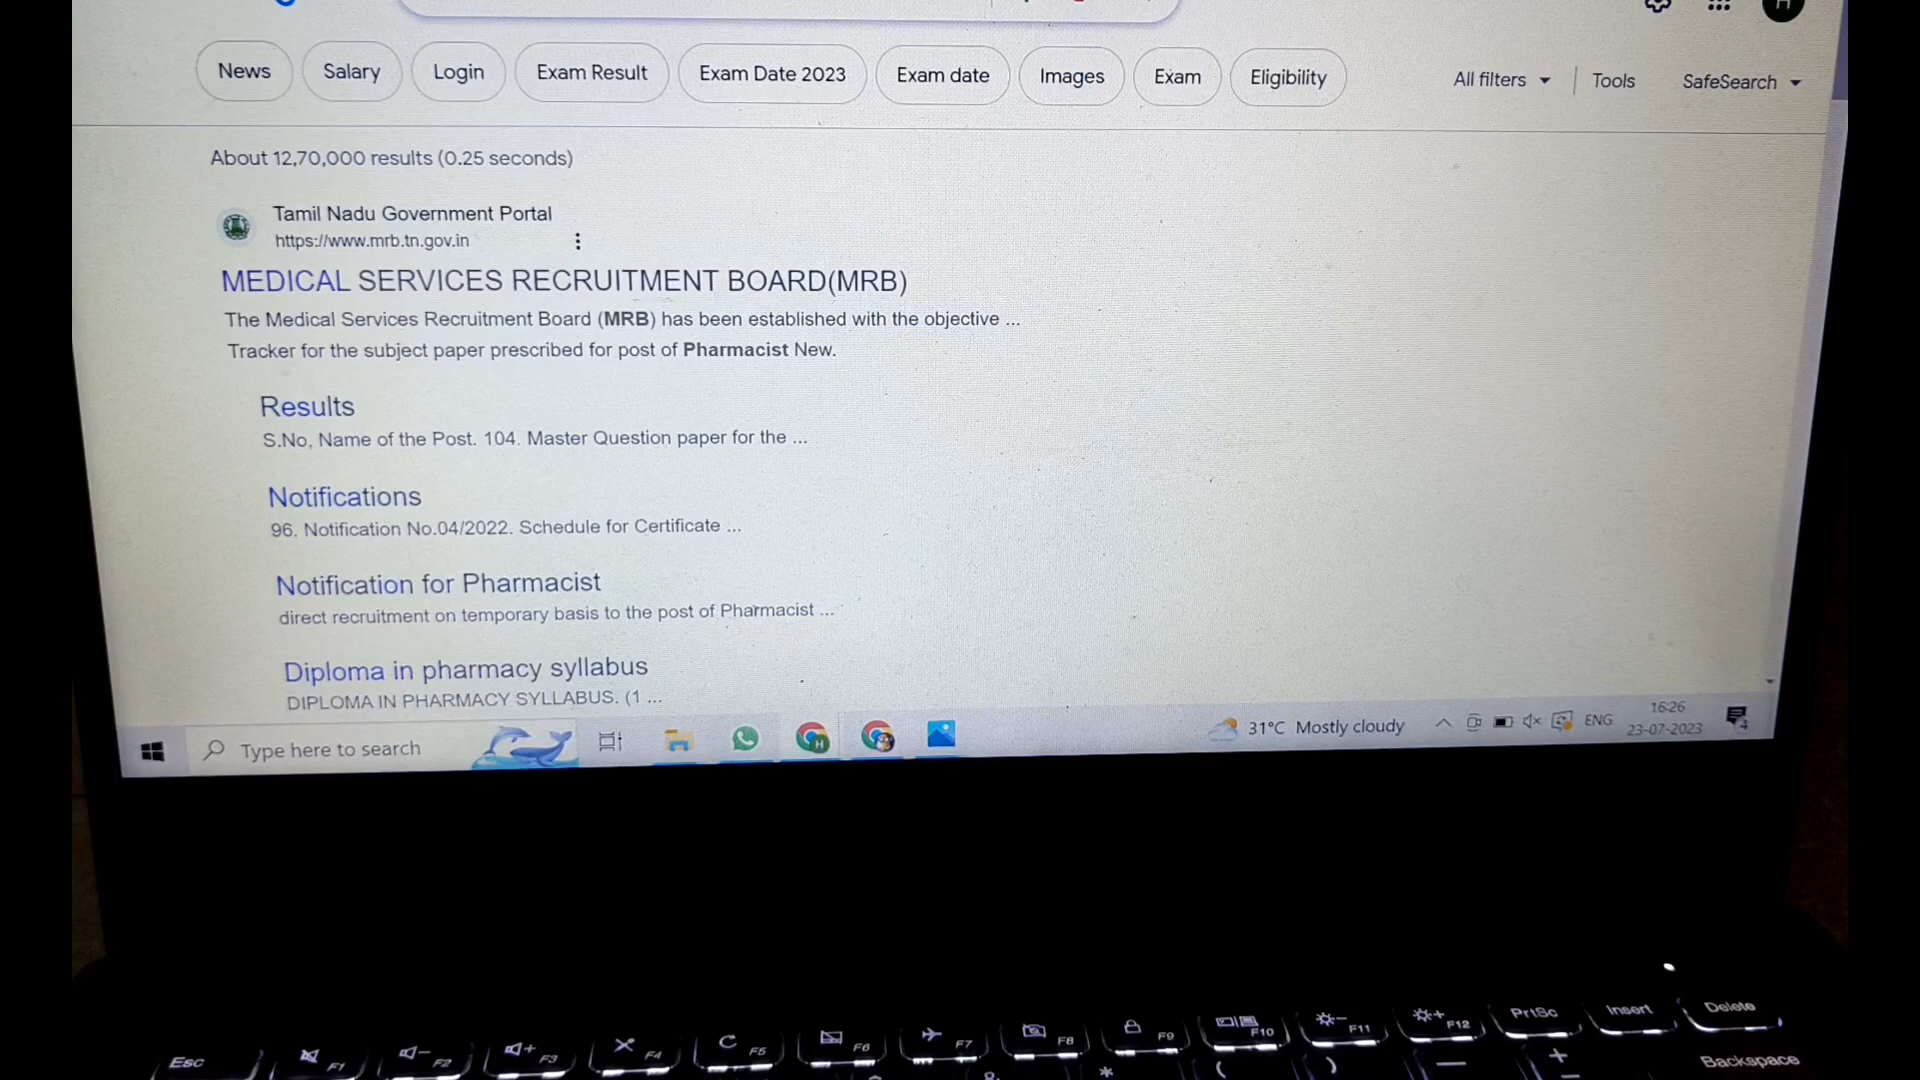 News Salary Login Exam Result Exam Date 2023 Exam date Images Exam Eligibility All filters Tools SafeSearch
About 12,70,000 results (0.25 seconds)
Tamil Nadu Government Portal
https://www.mrb.tn.gov.in
MEDICAL SERVICES RECRUITMENT BOARD(MRB)
The Medical Services Recruitment Board (MRB) has been established with the objective ...
Tracker for the subject paper prescribed for post of Pharmacist New.
Results
S.No, Name of the Post. 104. Master Question paper for the ...
Notifications
96. Notification No.04/2022. Schedule for Certificate ...
Notification for Pharmacist
direct recruitment on temporary basis to the post of Pharmacist ...
Diploma in pharmacy syllabus
DIPLOMA IN PHARMACY SYLLABUS. (1 ...
Type here to search
31°C Mostly cloudy
ENG
16:26
23-07-2023
4
Esc F1 F2 F3 F4 F5 F6 F7 F8 F9 F10 F11 F12 PrtSc Insert Delete
* ( ) — + = Backspace